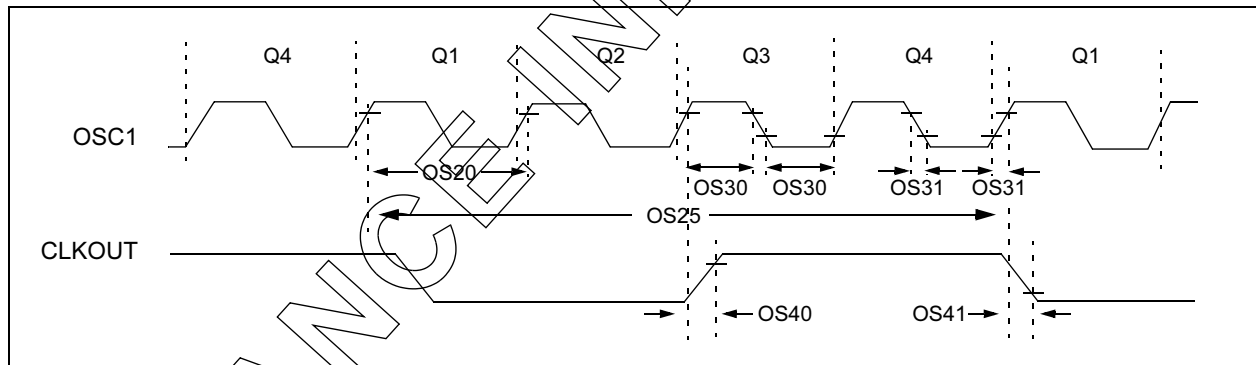 Q4 Q1 Q2 Q3 Q4 Q1
OSC1
OS20
OS30 OS30 OS31 OS31
OS25
CLKOUT
OS40 OS41